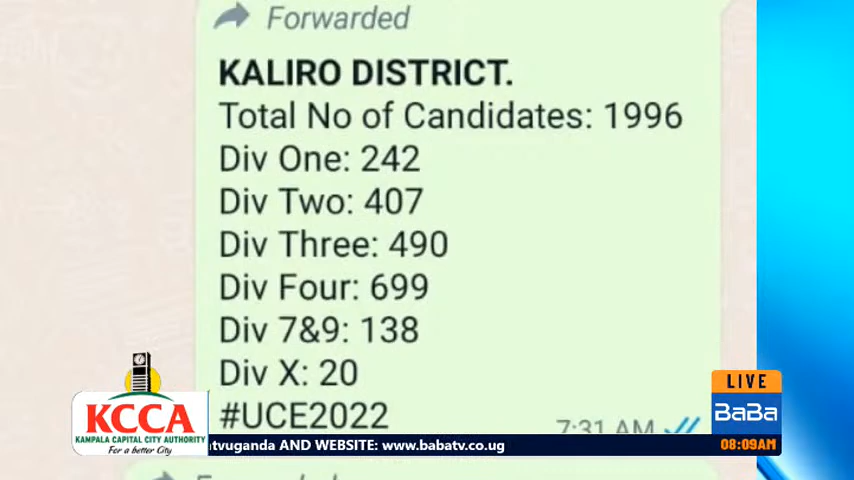 Forwarded
KALIRO DISTRICT.
Total No of Candidates: 1996
Div One: 242
Div Two: 407
Div Three: 490
Div Four: 699
Div 7&9: 138
Div X: 20
#UCE2022
7:31 AM
KCCA
KAMPALA CAPITAL CITY AUTHORITY
For a better City
atvuganda AND WEBSITE: www.babatv.co.ug
LIVE
BaBa
08:09AM
Forwarded